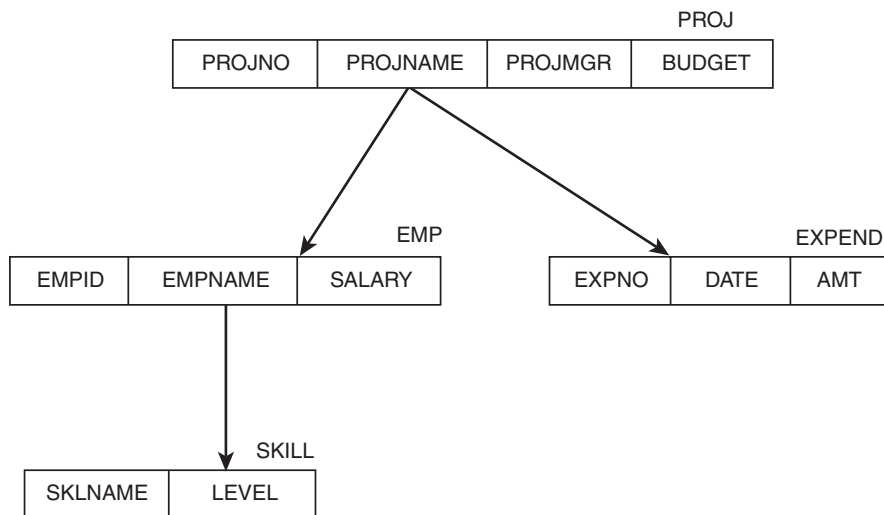 PROJ
PROJNO PROJNAME PROJMGR BUDGET
EMP
EXPEND
EMPID EMPNAME SALARY
EXPNO DATE AMT
SKILL
SKLNAME LEVEL